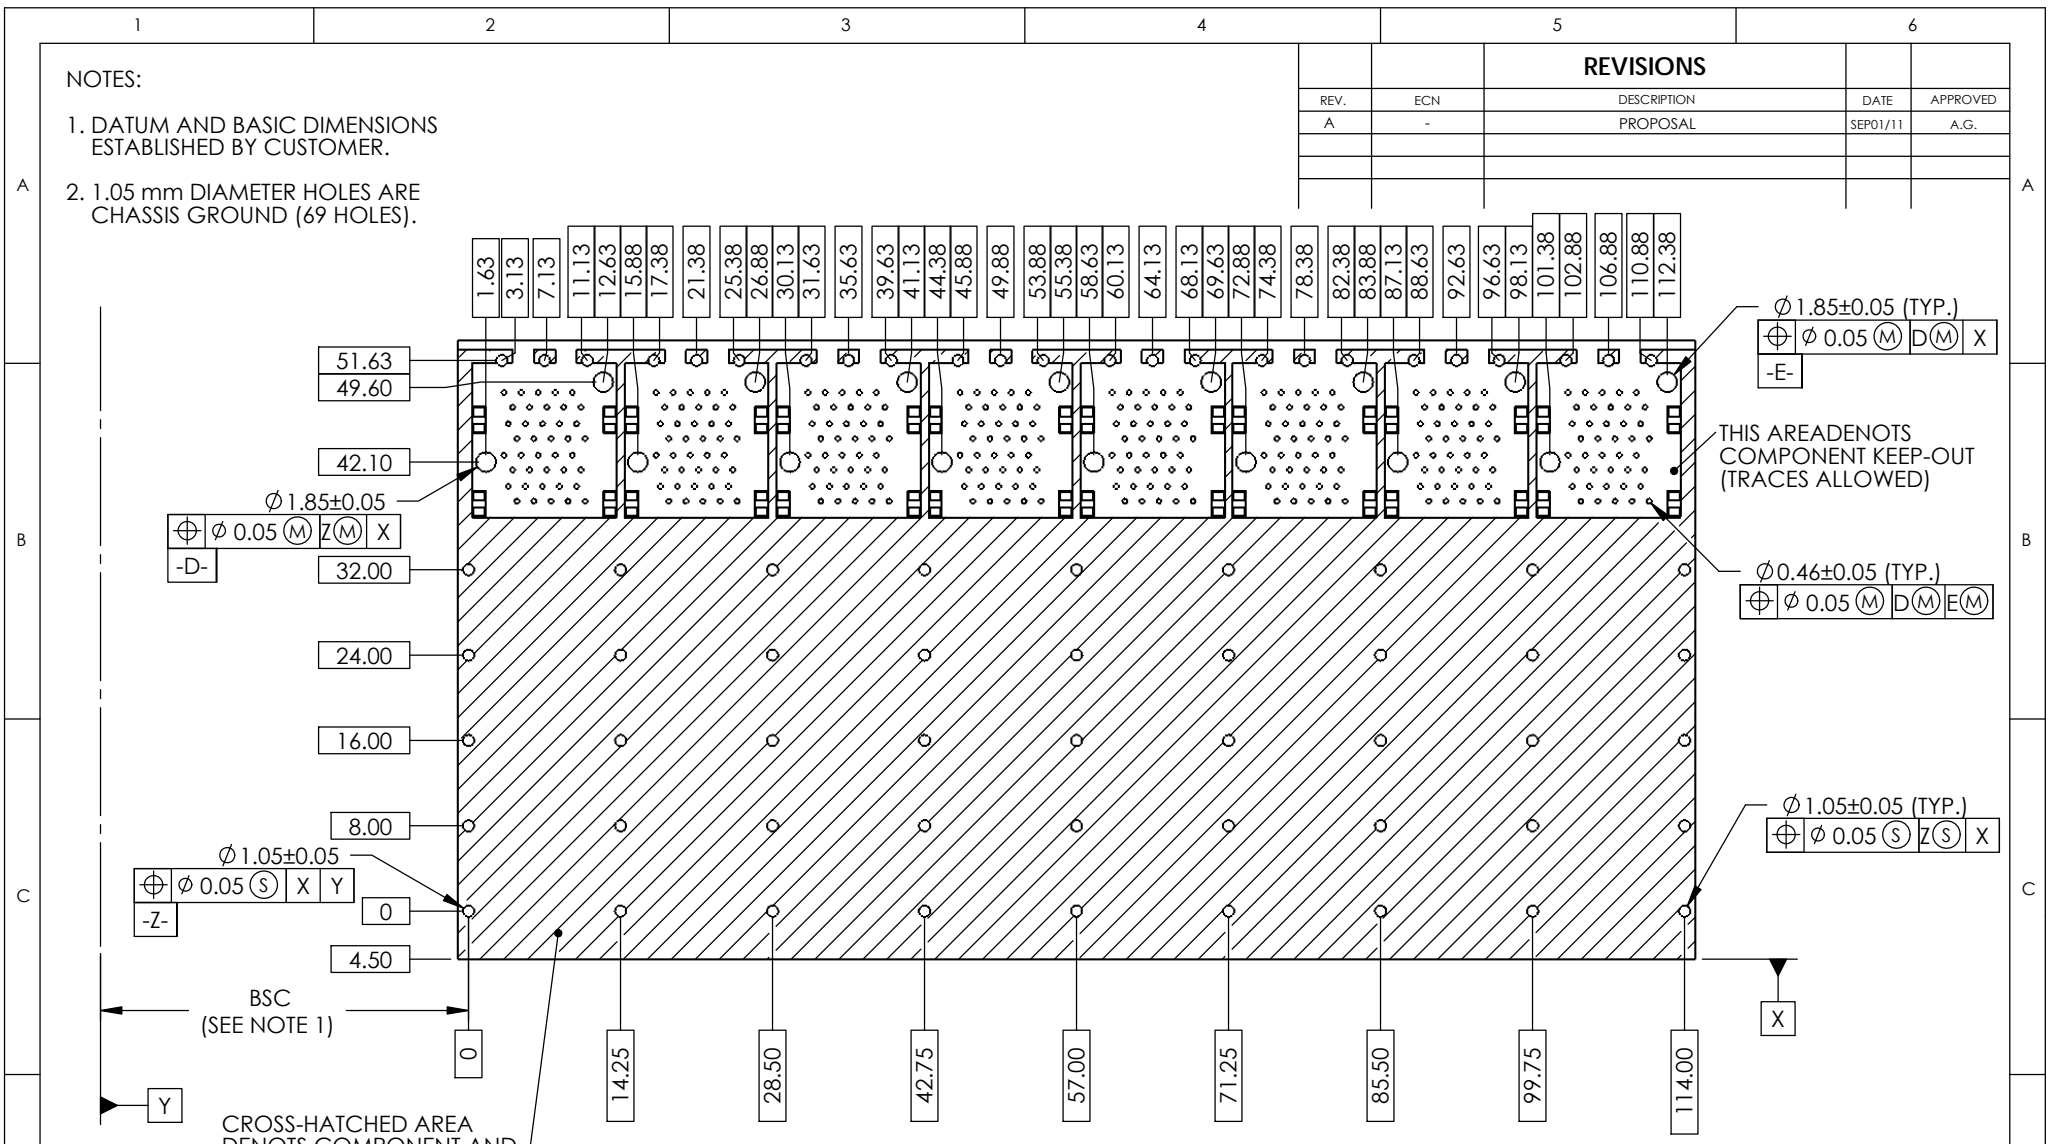 1 2 3 4 5 6
NOTES:
1. DATUM AND BASIC DIMENSIONS
ESTABLISHED BY CUSTOMER.
2. 1.05 mm DIAMETER HOLES ARE
CHASSIS GROUND (69 HOLES).
REVISIONS
REV. ECN DESCRIPTION DATE APPROVED
A - PROPOSAL SEP01/11 A.G.
A A
1.63 3.13 7.13 11.13 12.63 15.88 17.38 21.38 25.38 26.88 30.13 31.63 35.63 39.63 41.13 44.38 45.88 49.88 53.88 55.38 58.63 60.13 64.13 68.13 69.63 72.88 74.38 78.38 82.38 83.88 87.13 88.63 92.63 96.63 98.13 101.38 102.88 106.88 110.88 112.38
Ø1.85±0.05 (TYP.)
⌖ Ø 0.05 Ⓜ DⓂ X
-E-
51.63
49.60
42.10
THIS AREADENOTS
COMPONENT KEEP-OUT
(TRACES ALLOWED)
Ø1.85±0.05
⌖ Ø 0.05 Ⓜ ZⓂ X
-D-
B B
32.00
Ø0.46±0.05 (TYP.)
⌖ Ø 0.05 Ⓜ DⓂ EⓂ
24.00
16.00
8.00
Ø1.05±0.05 (TYP.)
⌖ Ø 0.05 Ⓢ ZⓈ X
Ø1.05±0.05
⌖ Ø 0.05 Ⓢ X Y
-Z-
C C
0
4.50
BSC
(SEE NOTE 1)
X
0 14.25 28.50 42.75 57.00 71.25 85.50 99.75 114.00
Y
CROSS-HATCHED AREA
DENOTS COMPONENT AND